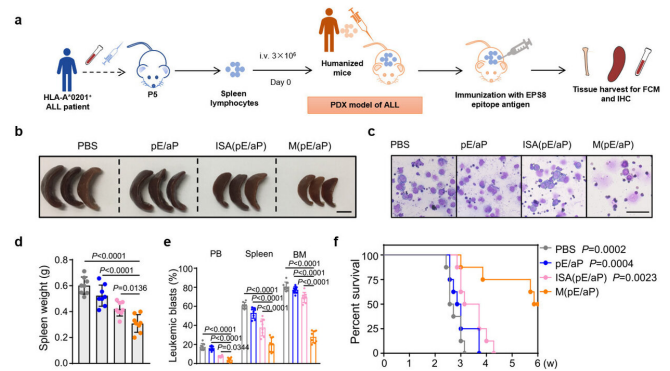 a
HLA-A*0201+
ALL patient
P5
Spleen
lymphocytes
i.v. 3×10⁶
Day 0
Humanized
mice
PDX model of ALL
Immunization with EPS8
epitope antigen
Tissue harvest for FCM
and IHC
b
PBS
pE/aP
ISA(pE/aP)
M(pE/aP)
c
PBS
pE/aP
ISA(pE/aP)
M(pE/aP)
d
Spleen weight (g)
0.8
0.6
0.4
0.2
0.0
P<0.0001
P<0.0001
P=0.0136
e
Leukemic blasts (%)
100
80
60
40
20
0
PB
Spleen
BM
P<0.0001
P<0.0001
P=0.0344
P<0.0001
P<0.0001
P<0.0001
P<0.0001
P<0.0001
P<0.0001
f
Percent survival
100
50
0
0
2
4
6 (w)
PBS P=0.0002
pE/aP P=0.0004
ISA(pE/aP) P=0.0023
M(pE/aP)